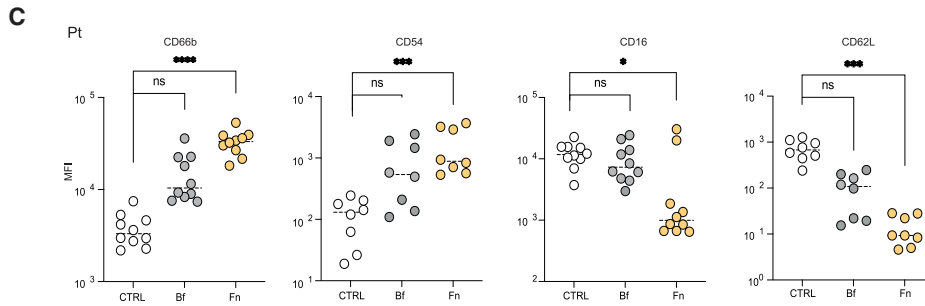 C
Pt
CD66b
****
ns
MFI
10^5
10^4
10^3
CTRL Bf Fn
CD54
***
ns
10^4
10^3
10^2
10^1
CTRL Bf Fn
CD16
*
ns
10^5
10^4
10^3
2
CTRL Bf Fn
CD62L
***
ns
10^4
10^3
10^2
10^1
10^0
CTRL Bf Fn